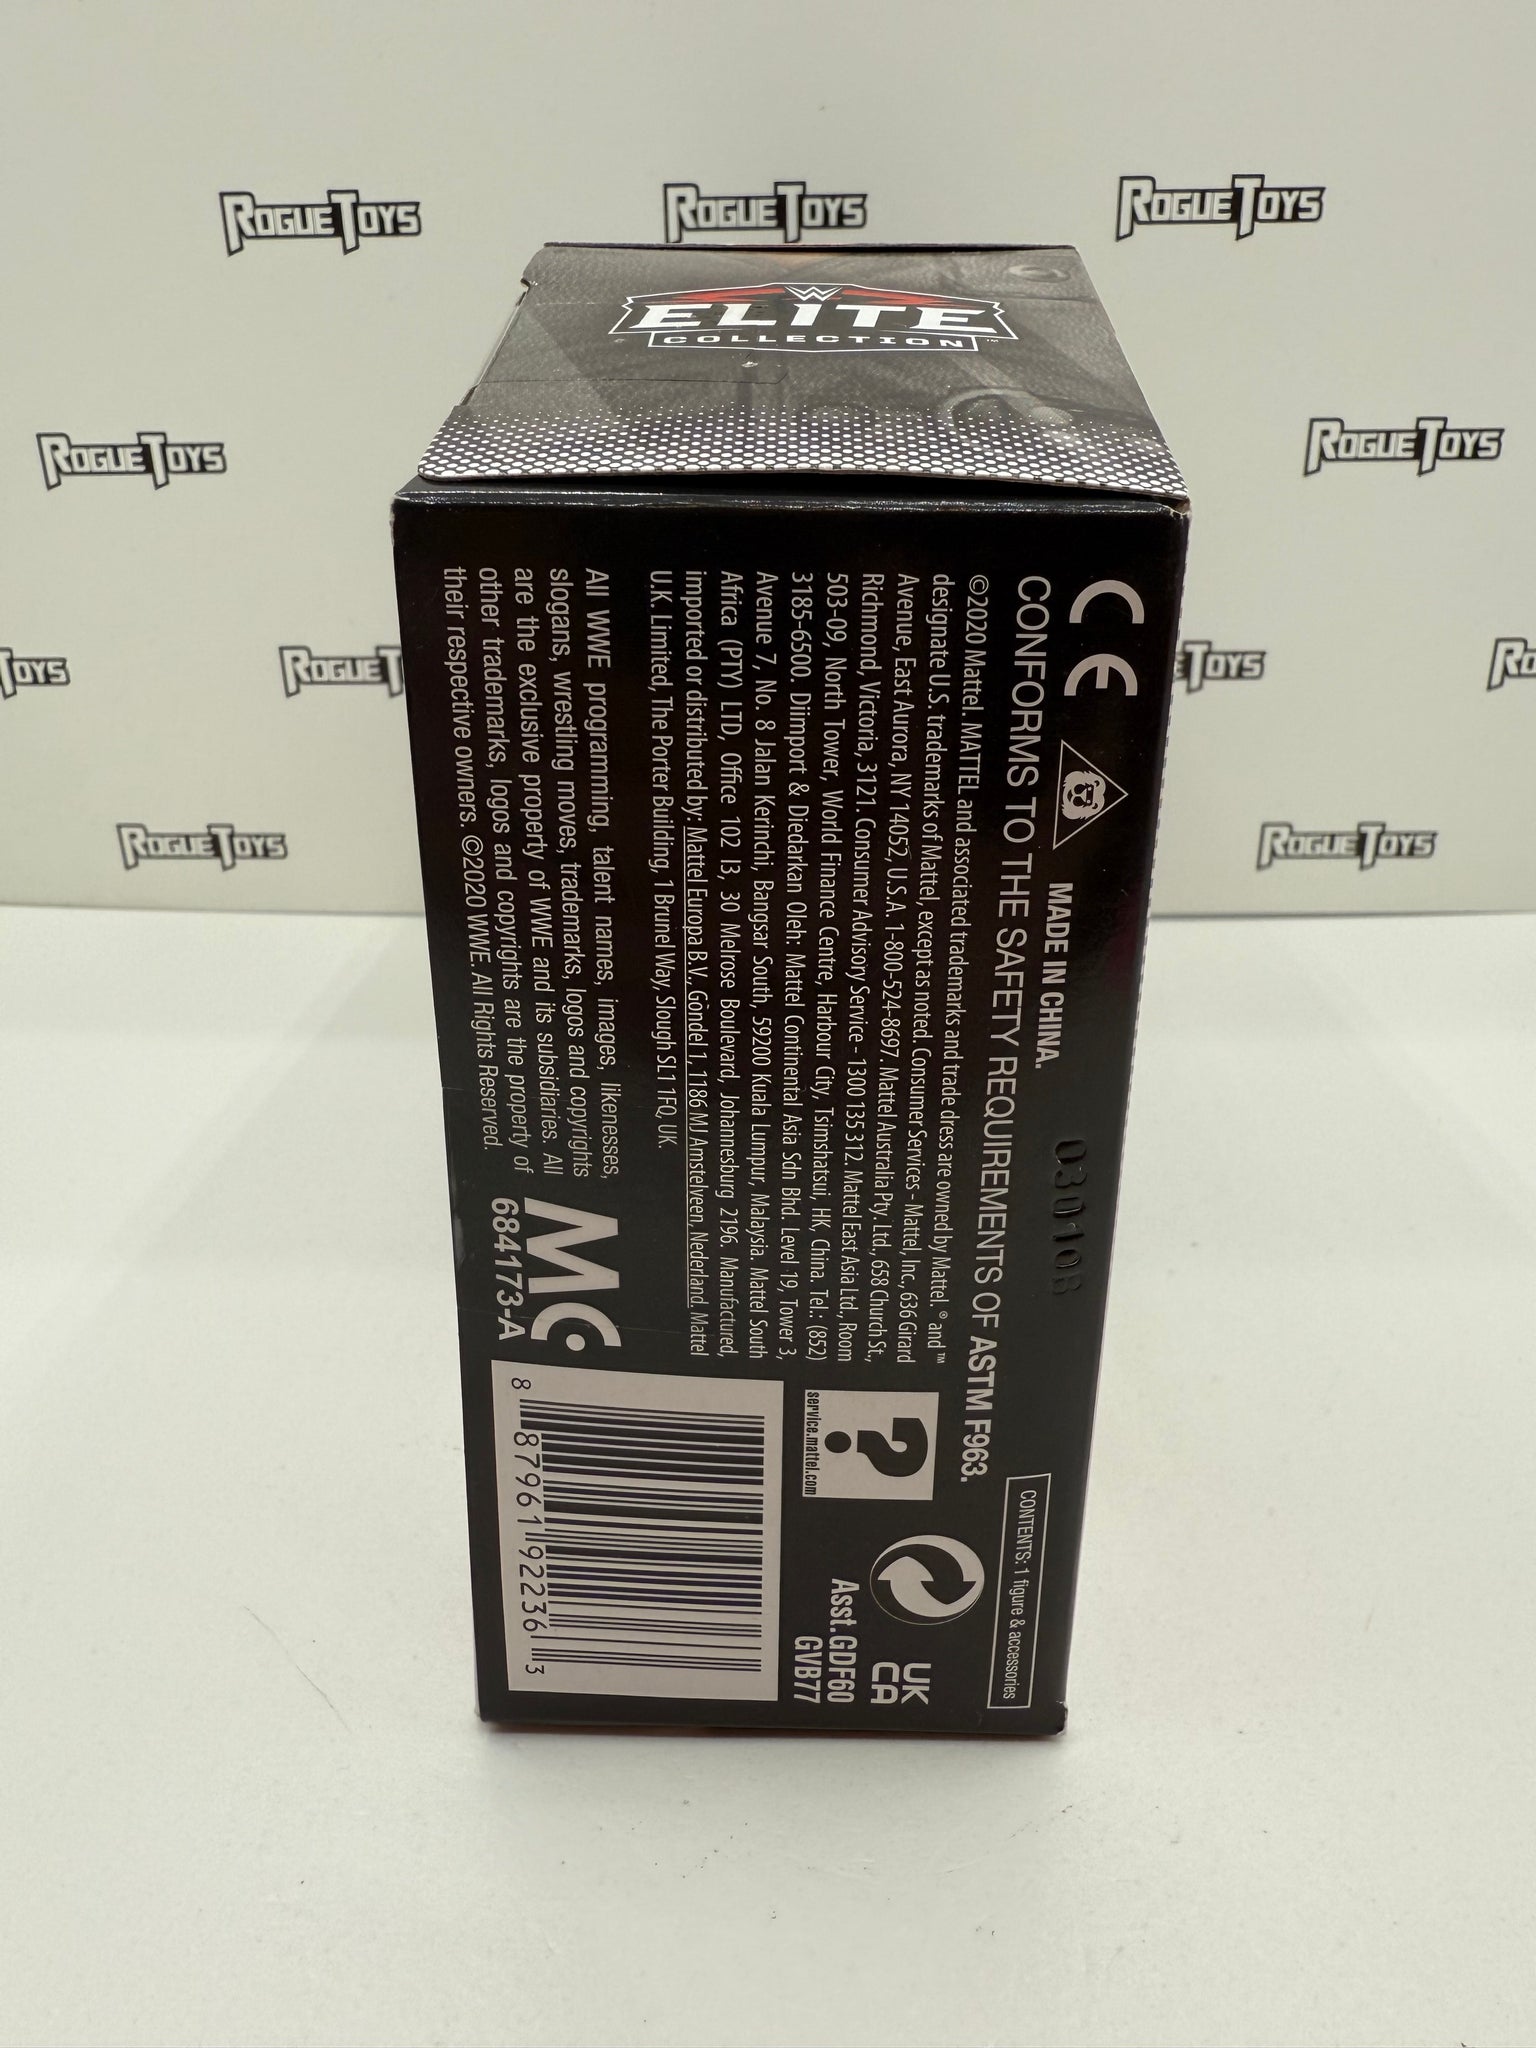 ROGUE TOYS
ROGUE TOYS
ROGUE TOYS
ROGUE TOYS
ROGUE TOYS
TOYS
ROGUE T
E TOYS
RO
ROGUE TOYS
ROGUE TOYS
W
ELITE
COLLECTION™
CE
MADE IN CHINA.
03010B
CONFORMS TO THE SAFETY REQUIREMENTS OF ASTM F963.
CONTENTS: 1 figure & accessories
©2020 Mattel. MATTEL and associated trademarks and trade dress are owned by Mattel. ® and ™
designate U.S. trademarks of Mattel, except as noted. Consumer Services - Mattel, Inc., 636 Girard
Avenue, East Aurora, NY 14052, U.S.A. 1-800-524-8697. Mattel Australia Pty. Ltd., 658 Church St.,
Richmond, Victoria, 3121. Consumer Advisory Service - 1300 135 312. Mattel East Asia Ltd., Room
503-09, North Tower, World Finance Centre, Harbour City, Tsimshatsui, HK, China. Tel.: (852)
3185-6500. Diimport & Diedarkan Oleh: Mattel Continental Asia Sdn Bhd. Level 19, Tower 3,
Avenue 7, No. 8 Jalan Kerinchi, Bangsar South, 59200 Kuala Lumpur, Malaysia. Mattel South
Africa (PTY) LTD, Office 102 I3, 30 Melrose Boulevard, Johannesburg 2196. Manufactured,
imported or distributed by: Mattel Europa B.V., Gondel 1, 1186 MJ Amstelveen, Nederland. Mattel
U.K. Limited, The Porter Building, 1 Brunel Way, Slough SL1 1FQ, UK.
All WWE programming, talent names, images, likenesses,
slogans, wrestling moves, trademarks, logos and copyrights
are the exclusive property of WWE and its subsidiaries. All
other trademarks, logos and copyrights are the property of
their respective owners. ©2020 WWE. All Rights Reserved.
MC
684173-A
?
service.mattel.com
UK
CA
Asst.GDF60
GVB77
8 87961 92236 3